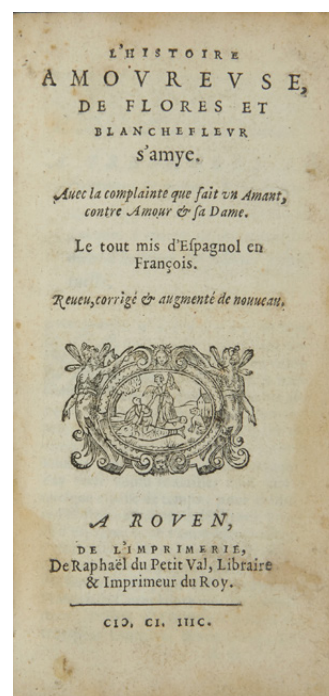 L'HISTOIRE
AMOVREVSE,
DE FLORES ET
BLANCHEFLEVR
s'amye.
Auec la complainte que fait vn Amant,
contre Amour & sa Dame.
Le tout mis d'Eſpagnol en
François.
Reueu, corrigé & augmenté de nouueau.
A ROVEN,
DE L'IMPRIMERIE,
De Raphaël du Petit Val, Libraire
& Imprimeur du Roy.
CIↃ. CI. IIIC.